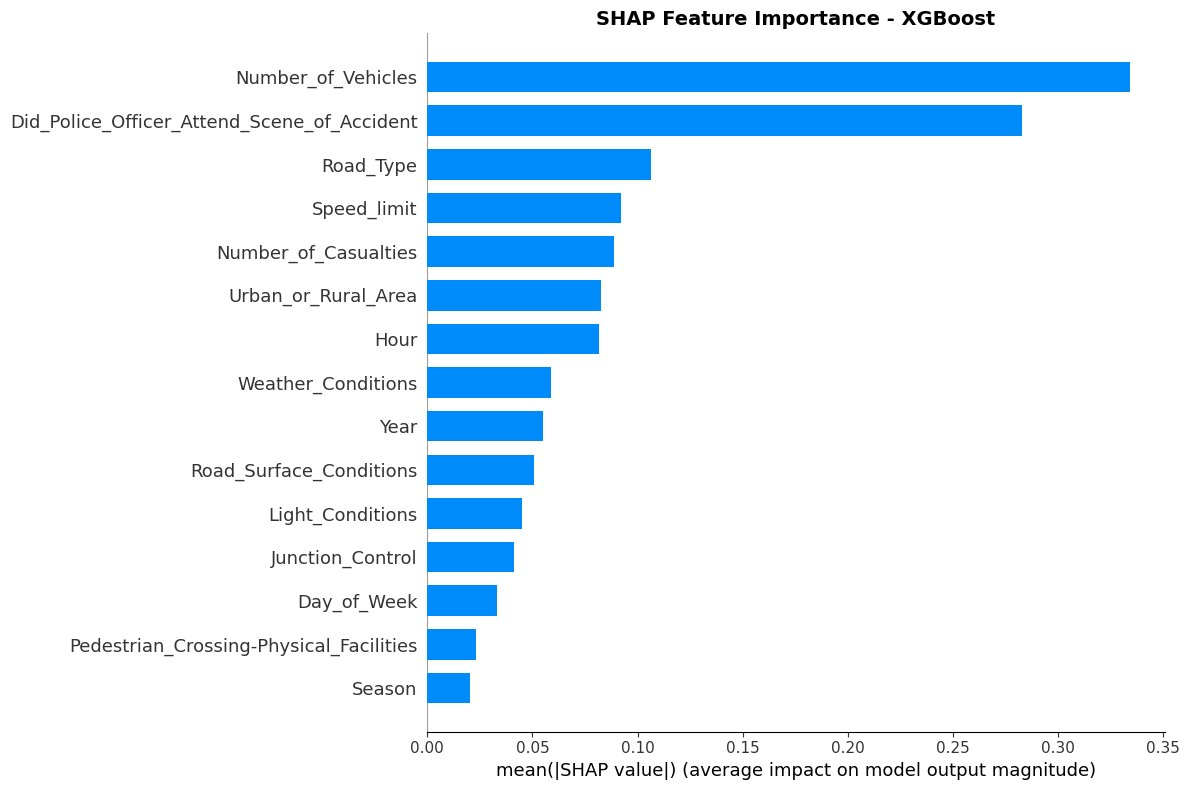 SHAP Feature Importance - XGBoost
Number_of_Vehicles
Did_Police_Officer_Attend_Scene_of_Accident
Road_Type
Speed_limit
Number_of_Casualties
Urban_or_Rural_Area
Hour
Weather_Conditions
Year
Road_Surface_Conditions
Light_Conditions
Junction_Control
Day_of_Week
Pedestrian_Crossing-Physical_Facilities
Season
0.00 0.05 0.10 0.15 0.20 0.25 0.30 0.35
mean(|SHAP value|) (average impact on model output magnitude)